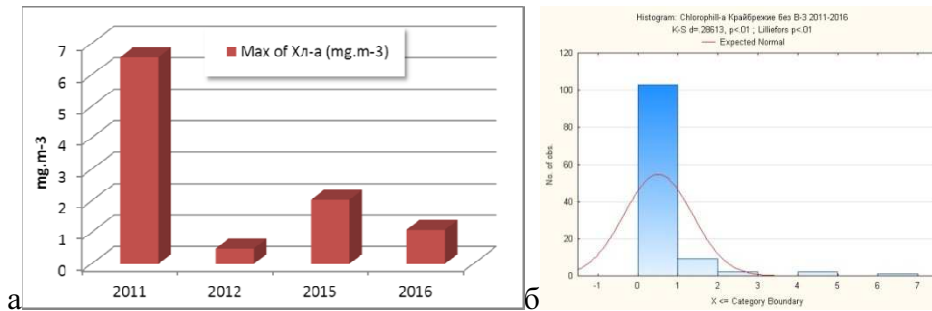 а
Max of Хл-а (mg.m-3)
mg.m-3
7
6
5
4
3
2
1
0
2011 2012 2015 2016
б
Histogram: Chlorophill-a Крайбрежие без В-3 2011-2016
K-S d=.28613, p<.01 ; Lilliefors p<.01
Expected Normal
No. of obs.
120
100
80
60
40
20
0
-1 0 1 2 3 4 5 6 7
X <= Category Boundary